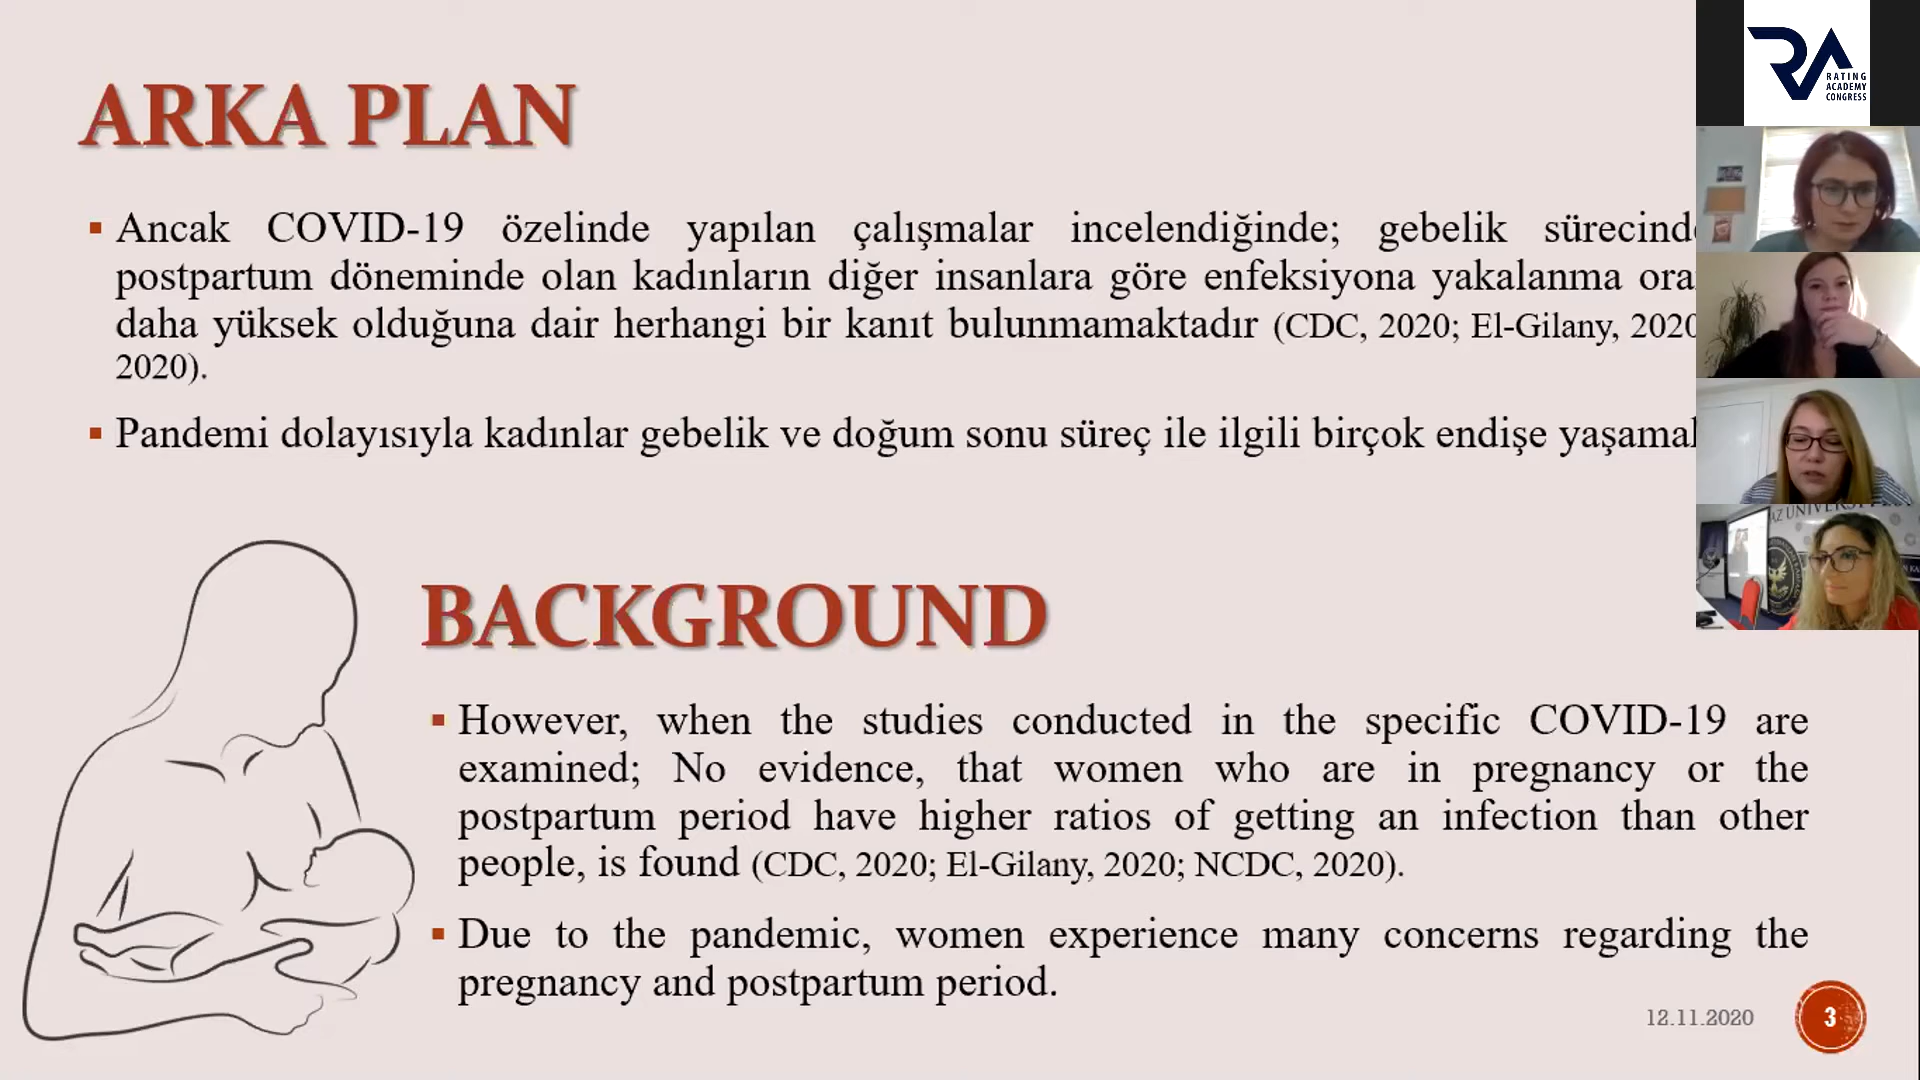 ARKA PLAN
Ancak COVID-19 özelinde yapılan çalışmalar incelendiğinde; gebelik
postpartum döneminde olan kadınların diğer insanlara göre enfeksiyona yakalanma
daha yüksek olduğuna dair herhangi bir kanıt bulunmamaktadır (CDC, 2020; El-Gilany, 2020
2020).
Pandemi dolayısıyla kadınlar gebelik ve doğum sonu süreç ile ilgili birçok endişe
BACKGROUND
However, when the studies conducted in the specific COVID-19 are
examined; No evidence, that women who are in pregnancy or the
postpartum period have higher ratios of getting an infection than other
people, is found (CDC, 2020; El-Gilany, 2020; NCDC, 2020).
Due to the pandemic, women experience many concerns regarding the
pregnancy and postpartum period.
12.11.2020
3
RA
RATING
ACADEMY
CONGRESS